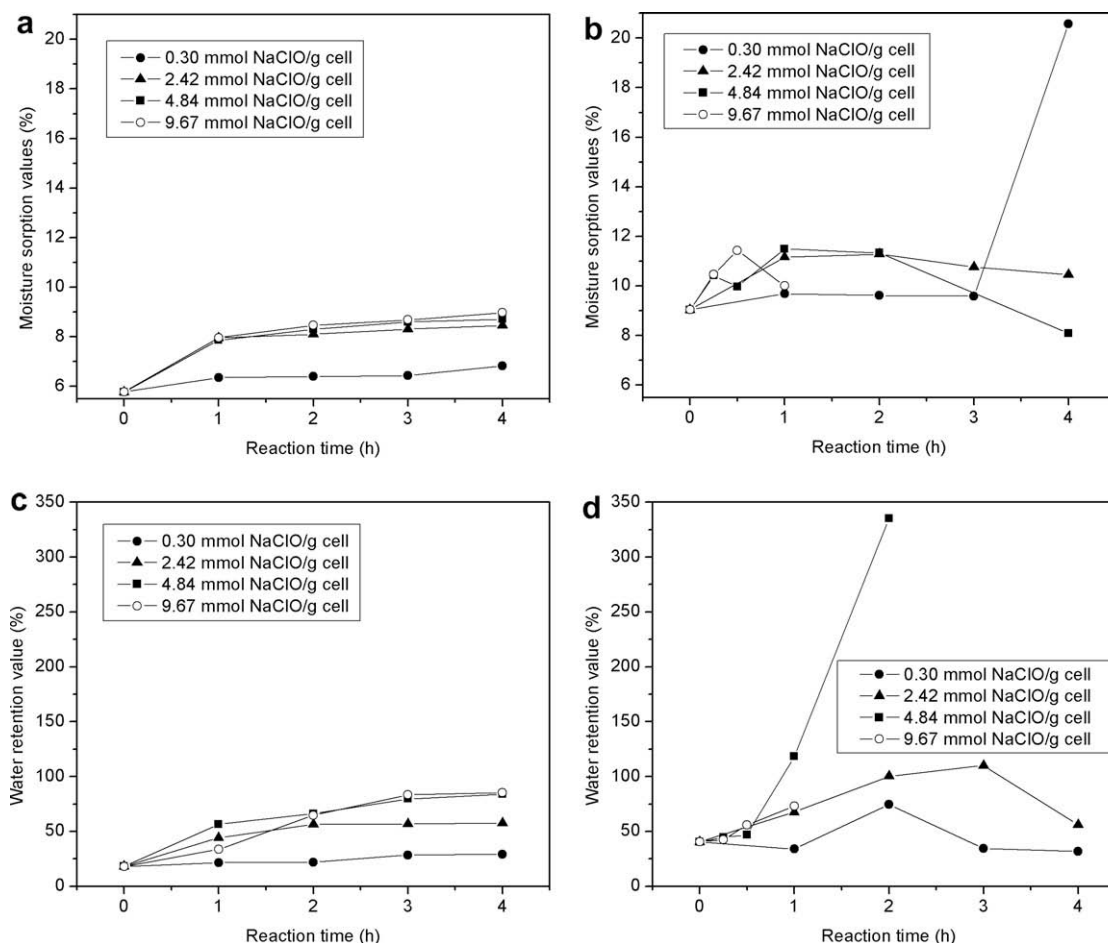 a
20
18
16
14
12
10
8
6
Moisture sorption values (%)
0.30 mmol NaClO/g cell
2.42 mmol NaClO/g cell
4.84 mmol NaClO/g cell
9.67 mmol NaClO/g cell
0 1 2 3 4
Reaction time (h)
b
20
18
16
14
12
10
8
6
Moisture sorption values (%)
0.30 mmol NaClO/g cell
2.42 mmol NaClO/g cell
4.84 mmol NaClO/g cell
9.67 mmol NaClO/g cell
0 1 2 3 4
Reaction time (h)
c
350
300
250
200
150
100
50
0
Water retention value (%)
0.30 mmol NaClO/g cell
2.42 mmol NaClO/g cell
4.84 mmol NaClO/g cell
9.67 mmol NaClO/g cell
0 1 2 3 4
Reaction time (h)
d
350
300
250
200
150
100
50
0
Water retention value (%)
0.30 mmol NaClO/g cell
2.42 mmol NaClO/g cell
4.84 mmol NaClO/g cell
9.67 mmol NaClO/g cell
0 1 2 3 4
Reaction time (h)